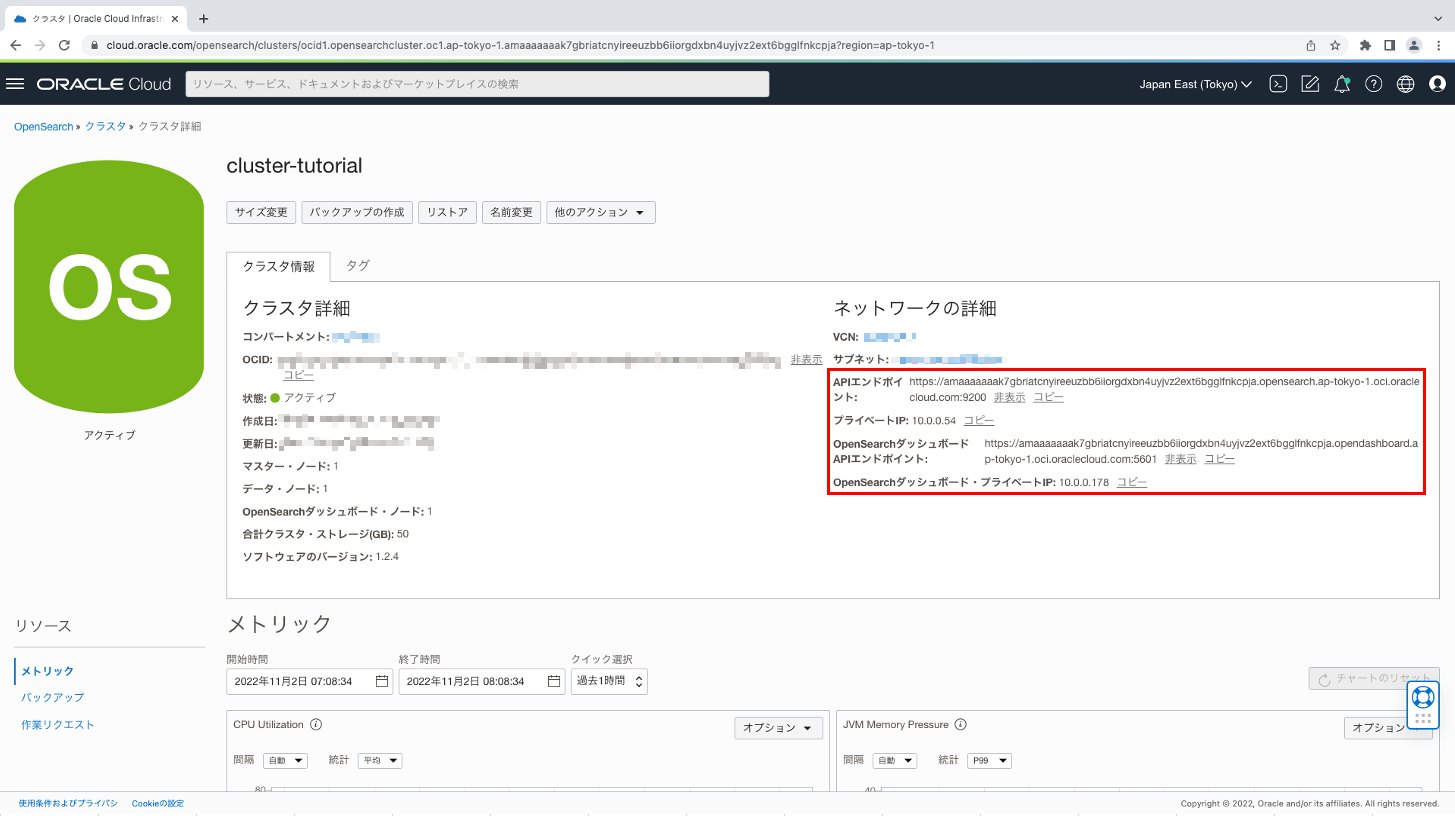 クラスタ | Oracle Cloud Infrastr
cloud.oracle.com/opensearch/clusters/ocid1.opensearchcluster.oc1.ap-tokyo-1.amaaaaaaak7gbriatcnyireeuzbb6iiorgdxbn4uyjvz2ext6bgglfnkcpja?region=ap-tokyo-1
ORACLE Cloud
リソース、サービス、ドキュメントおよびマーケットプレイスの検索
Japan East (Tokyo)
OpenSearch » クラスタ » クラスタ詳細
OS
アクティブ
cluster-tutorial
サイズ変更 バックアップの作成 リストア 名前変更 他のアクション
クラスタ情報 タグ
クラスタ詳細
コンパートメント:
OCID: 非表示
コピー
状態: アクティブ
作成日:
更新日:
マスター・ノード: 1
データ・ノード: 1
OpenSearchダッシュボード・ノード: 1
合計クラスタ・ストレージ(GB): 50
ソフトウェアのバージョン: 1.2.4
ネットワークの詳細
VCN:
サブネット:
APIエンドポイ https://amaaaaaaak7gbriatcnyireeuzbb6iiorgdxbn4uyjvz2ext6bgglfnkcpja.opensearch.ap-tokyo-1.oci.oracle
ント: cloud.com:9200 非表示 コピー
プライベートIP: 10.0.0.54 コピー
OpenSearchダッシュボード https://amaaaaaaak7gbriatcnyireeuzbb6iiorgdxbn4uyjvz2ext6bgglfnkcpja.opendashboard.a
APIエンドポイント: p-tokyo-1.oci.oraclecloud.com:5601 非表示 コピー
OpenSearchダッシュボード・プライベートIP: 10.0.0.178 コピー
リソース
メトリック
バックアップ
作業リクエスト
メトリック
開始時間 終了時間 クイック選択
2022年11月2日 07:08:34 2022年11月2日 08:08:34 過去1時間
チャートのリセット
CPU Utilization オプション
間隔 自動 統計 平均
80
JVM Memory Pressure オプション
間隔 自動 統計 P99
40
使用条件およびプライバシ Cookieの設定
Copyright © 2022, Oracle and/or its affiliates. All rights reserved.